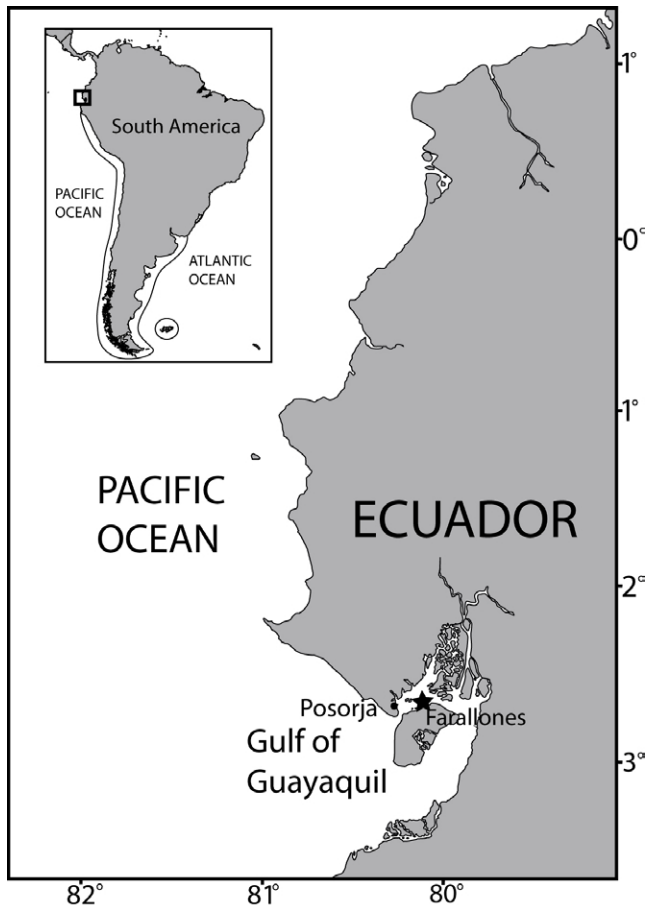 South America
PACIFIC
OCEAN
ATLANTIC
OCEAN
1°
0°
1°
PACIFIC
OCEAN
ECUADOR
2°
Posorja
Farallones
Gulf of
Guayaquil
3°
82°
81°
80°